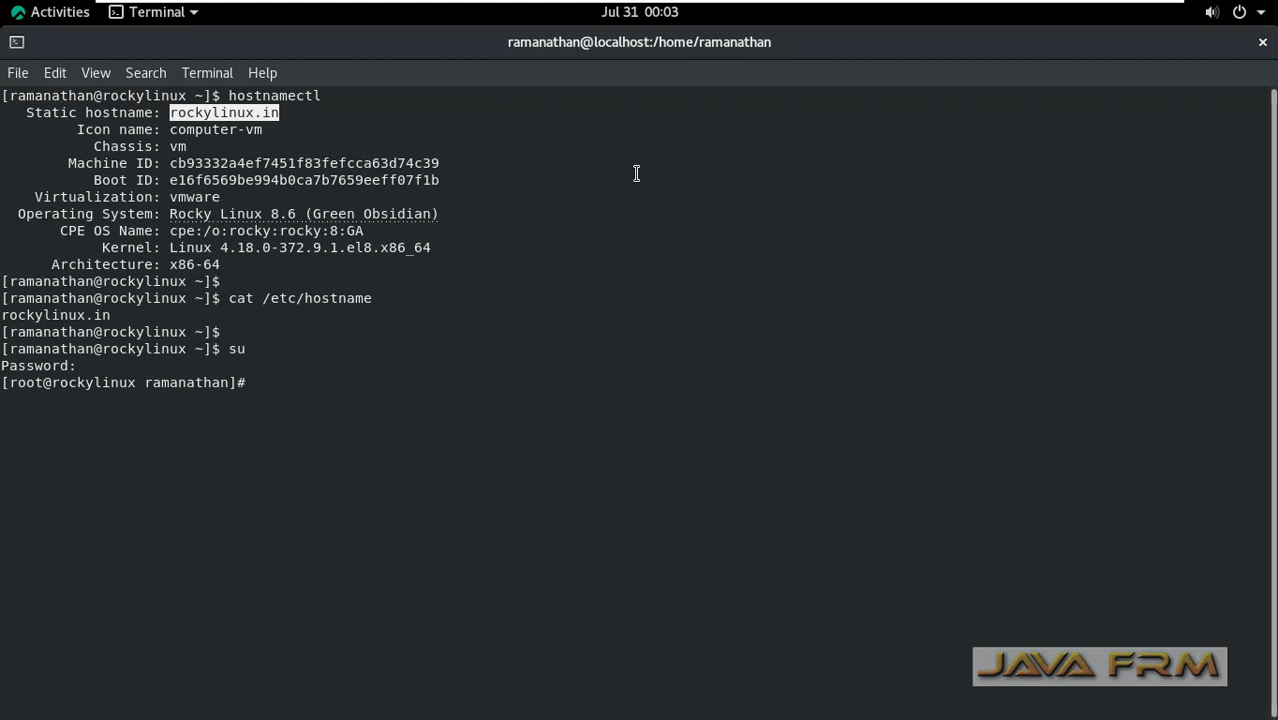 Activities Terminal Jul 31 00:03
ramanathan@localhost:/home/ramanathan
File Edit View Search Terminal Help
[ramanathan@rockylinux ~]$ hostnamectl
Static hostname: rockylinux.in
Icon name: computer-vm
Chassis: vm
Machine ID: cb93332a4ef7451f83fefcca63d74c39
Boot ID: e16f6569be994b0ca7b7659eeff07f1b
Virtualization: vmware
Operating System: Rocky Linux 8.6 (Green Obsidian)
CPE OS Name: cpe:/o:rocky:rocky:8:GA
Kernel: Linux 4.18.0-372.9.1.el8.x86_64
Architecture: x86-64
[ramanathan@rockylinux ~]$
[ramanathan@rockylinux ~]$ cat /etc/hostname
rockylinux.in
[ramanathan@rockylinux ~]$
[ramanathan@rockylinux ~]$ su
Password:
[root@rockylinux ramanathan]#
JAVA FRM